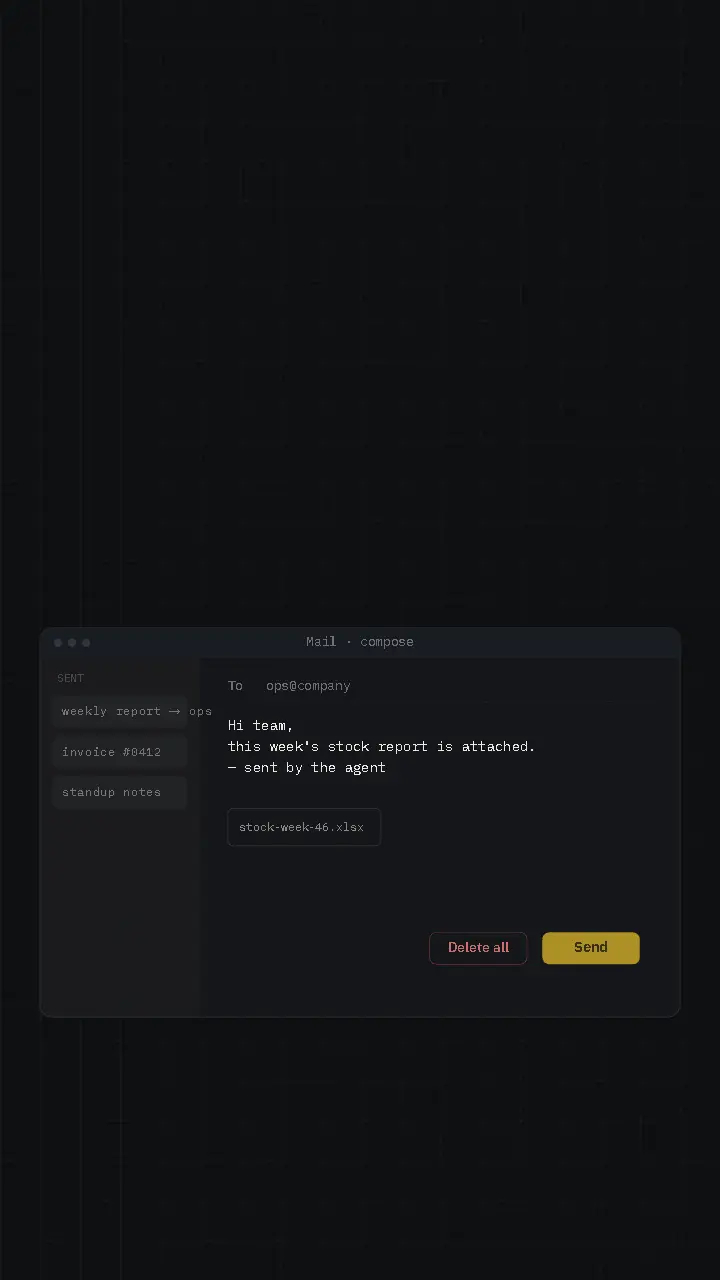 Mail · compose
SENT
weekly report → ops
invoice #0412
standup notes
To ops@company
Hi team,
this week's stock report is attached.
— sent by the agent
stock-week-46.xlsx
Delete all
Send